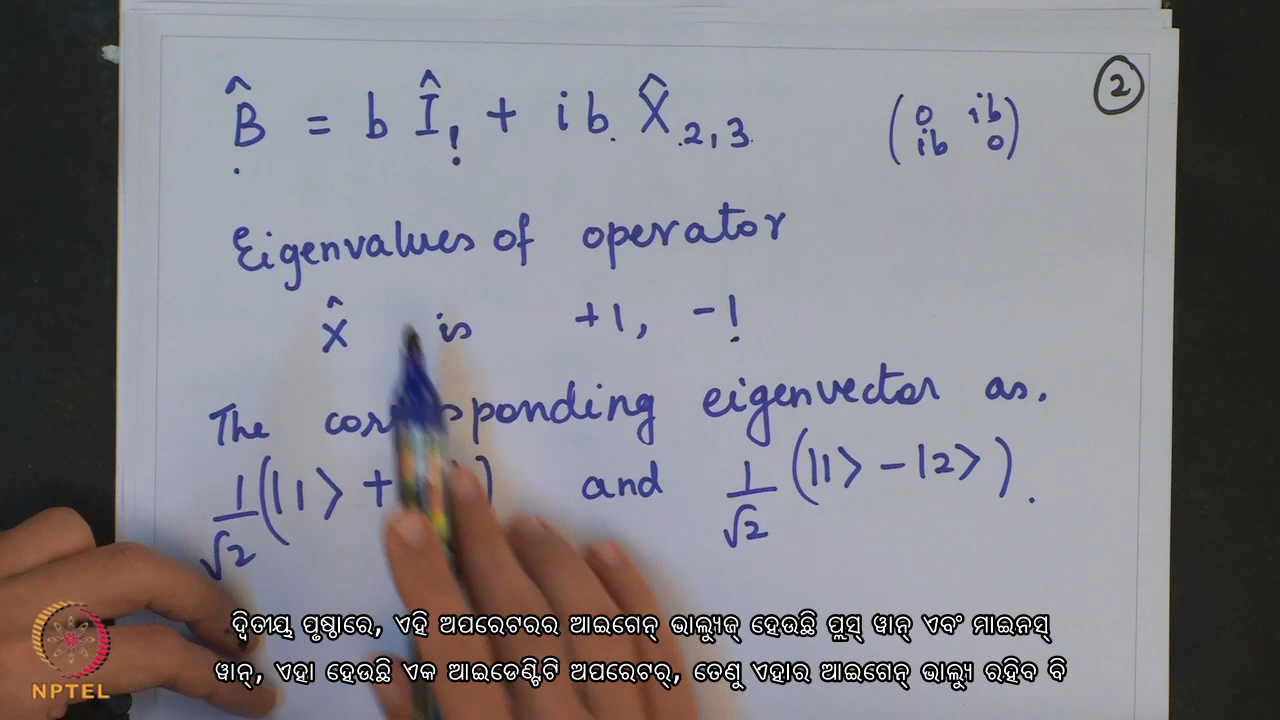 B̂ = b Î₁ + i b X̂ ₂,₃ ( 0 ib
ib 0 )
2
Eigenvalues of operator
x̂ is +1, -1
The corresponding eigenvector as.
1/√2 (|1> + and 1/√2 (|1> - |2>).
ଦ୍ୱିତୀୟ ପୃଷ୍ଠାରେ, ଏହି ଅପରେଟରର ଆଇଗେନ୍ ଭାଲ୍ୟୁଜ୍ ହେଉଛି ପ୍ଲସ୍ ୱାନ୍ ଏବଂ ମାଇନସ୍
ୱାନ୍, ଏହା ହେଉଛି ଏକ ଆଇଡେଣ୍ଟିଟି ଅପରେଟର୍, ତେଣୁ ଏହାର ଆଇଗେନ୍ ଭାଲ୍ୟୁ ରହିବ ବି
NPTEL